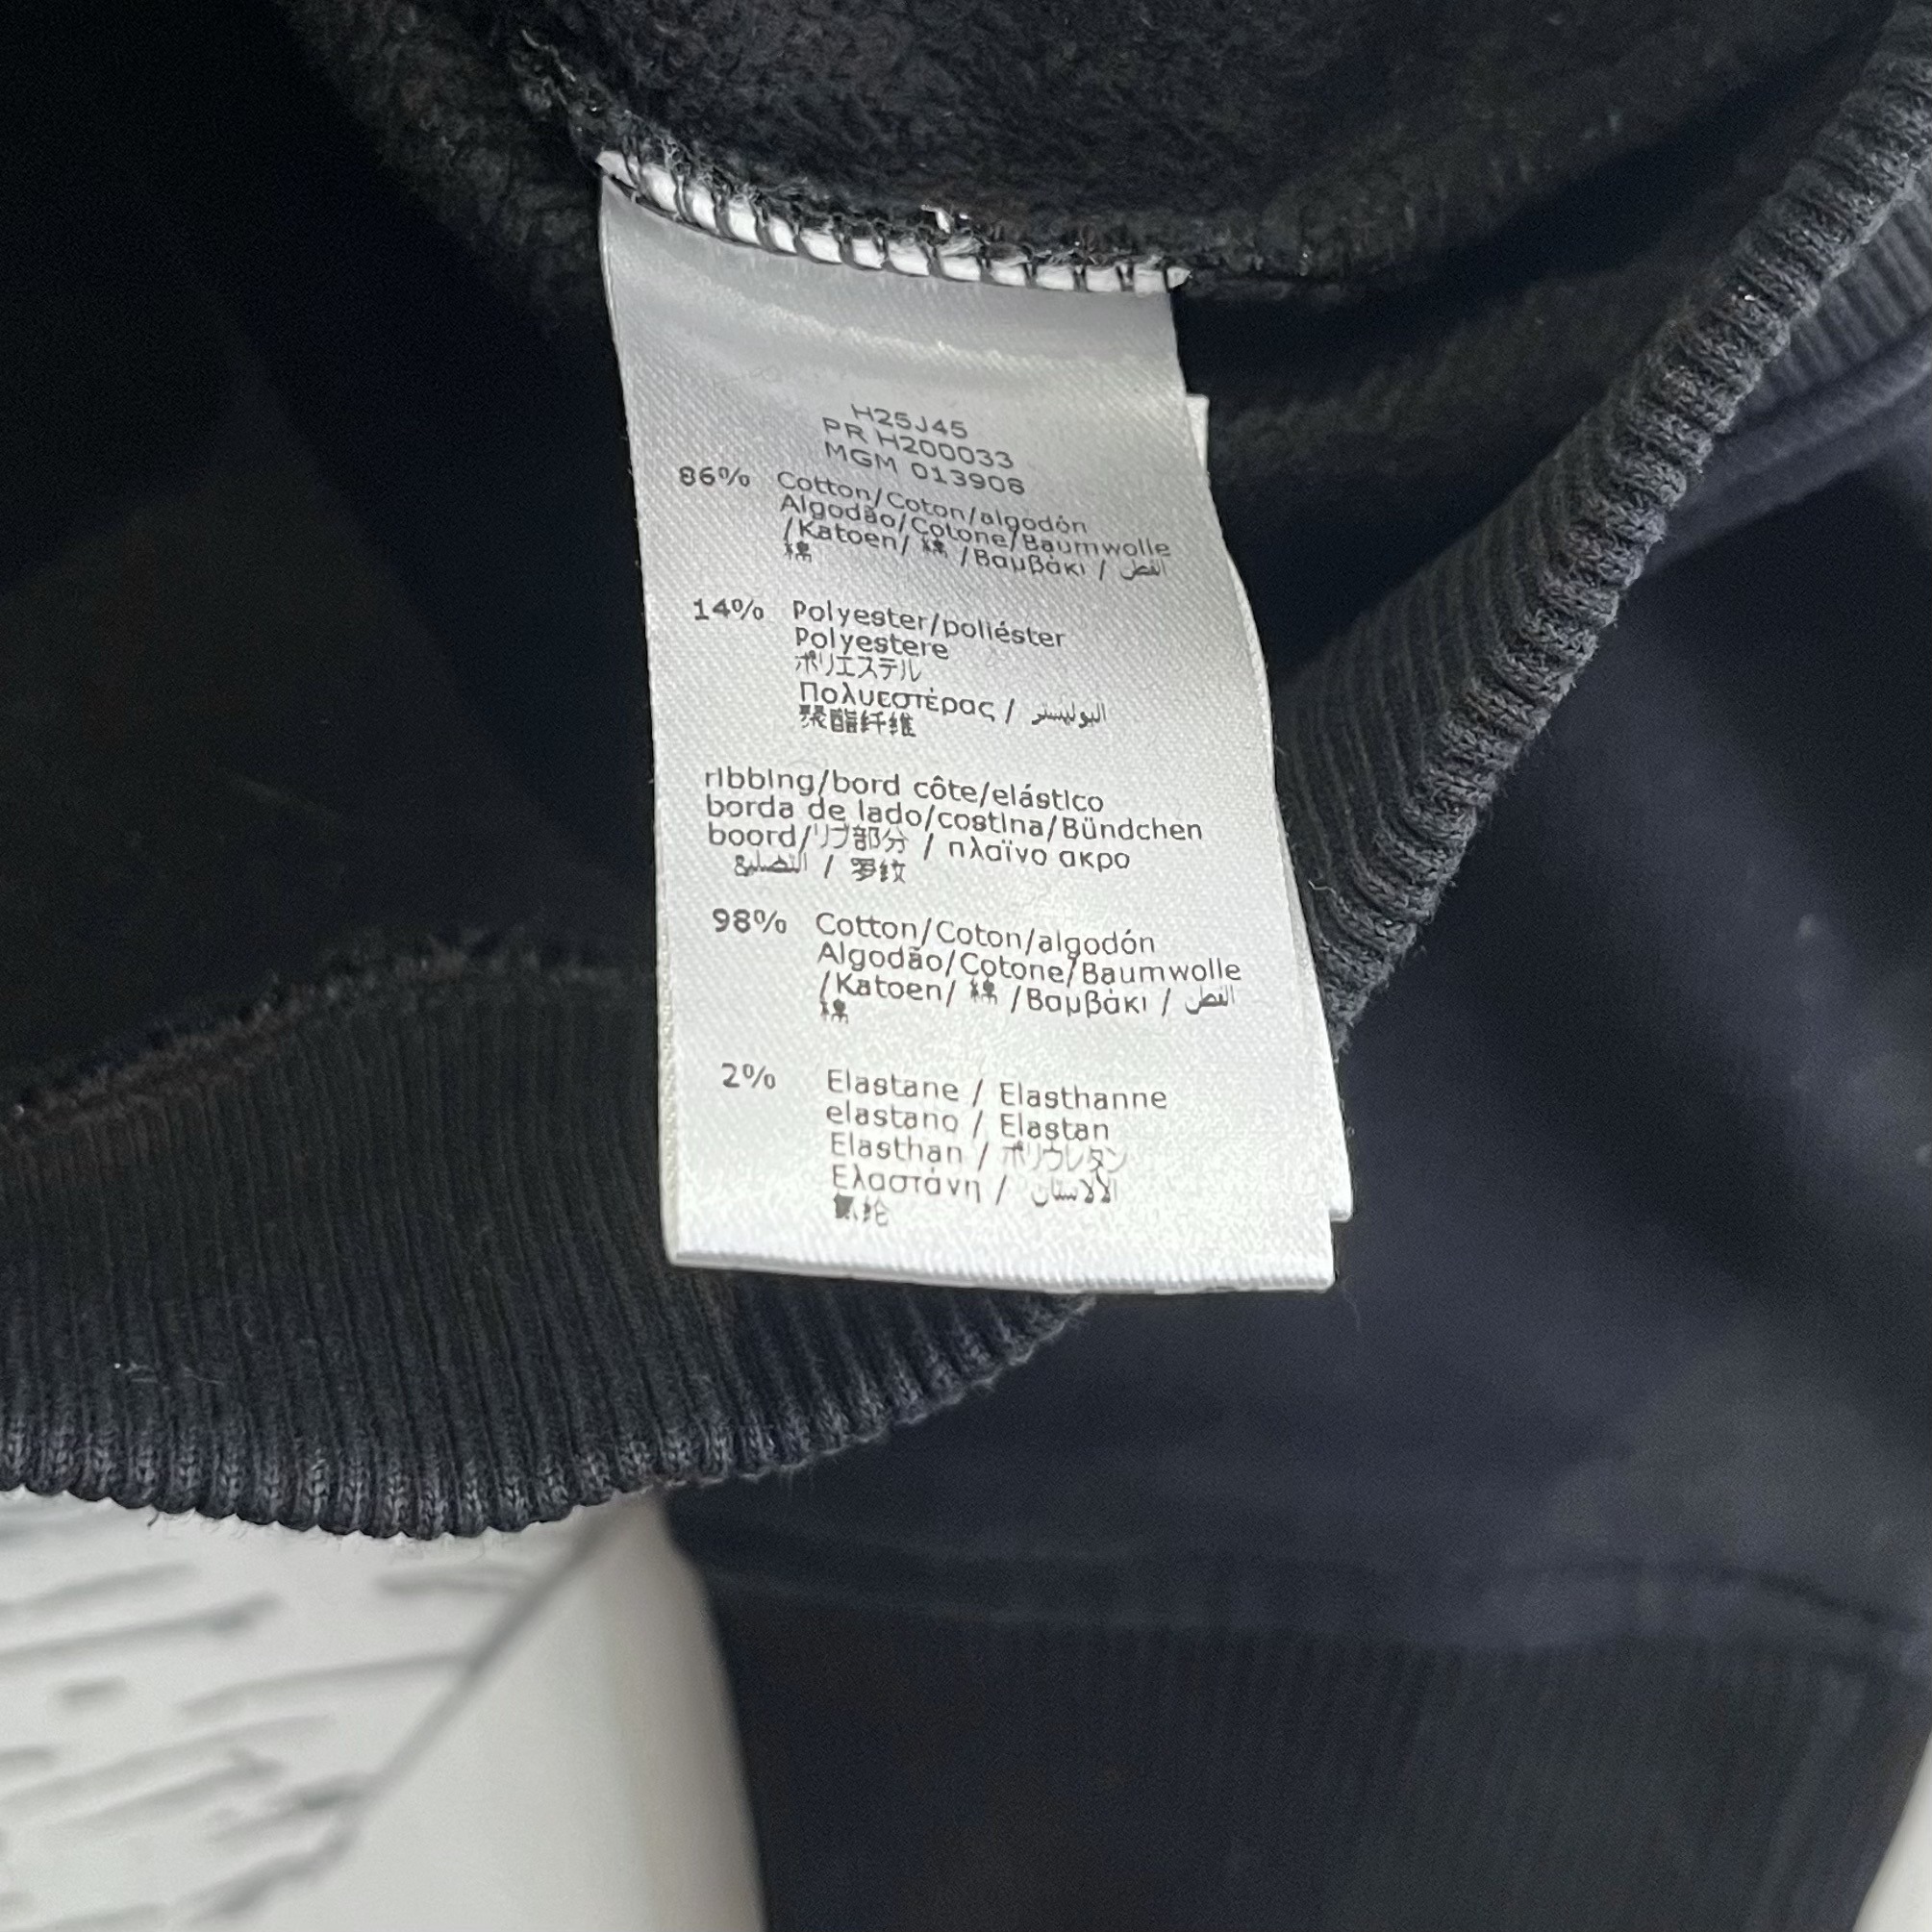 H25J45
PR H200033
MGM 013908
86% Cotton/Coton/algodón
Algodão/Cotone/Baumwolle
/Katoen/ 綿 /Βαμβάκι / القطن
棉
14% Polyester/poliéster
Polyestere
ポリエステル
Πολυεστέρας / البوليستر
聚酯纤维
ribbing/bord côte/elástico
borda de lado/costina/Bündchen
boord/リブ部分 / πλαϊνο ακρο
التضليع / 罗纹
98% Cotton/Coton/algodón
Algodão/Cotone/Baumwolle
/Katoen/ 綿 /Βαμβάκι / القطن
棉
2% Elastane / Elasthanne
elastano / Elastan
Elasthan / ポリウレタン
Ελαστάνη / الالاستان
氨纶